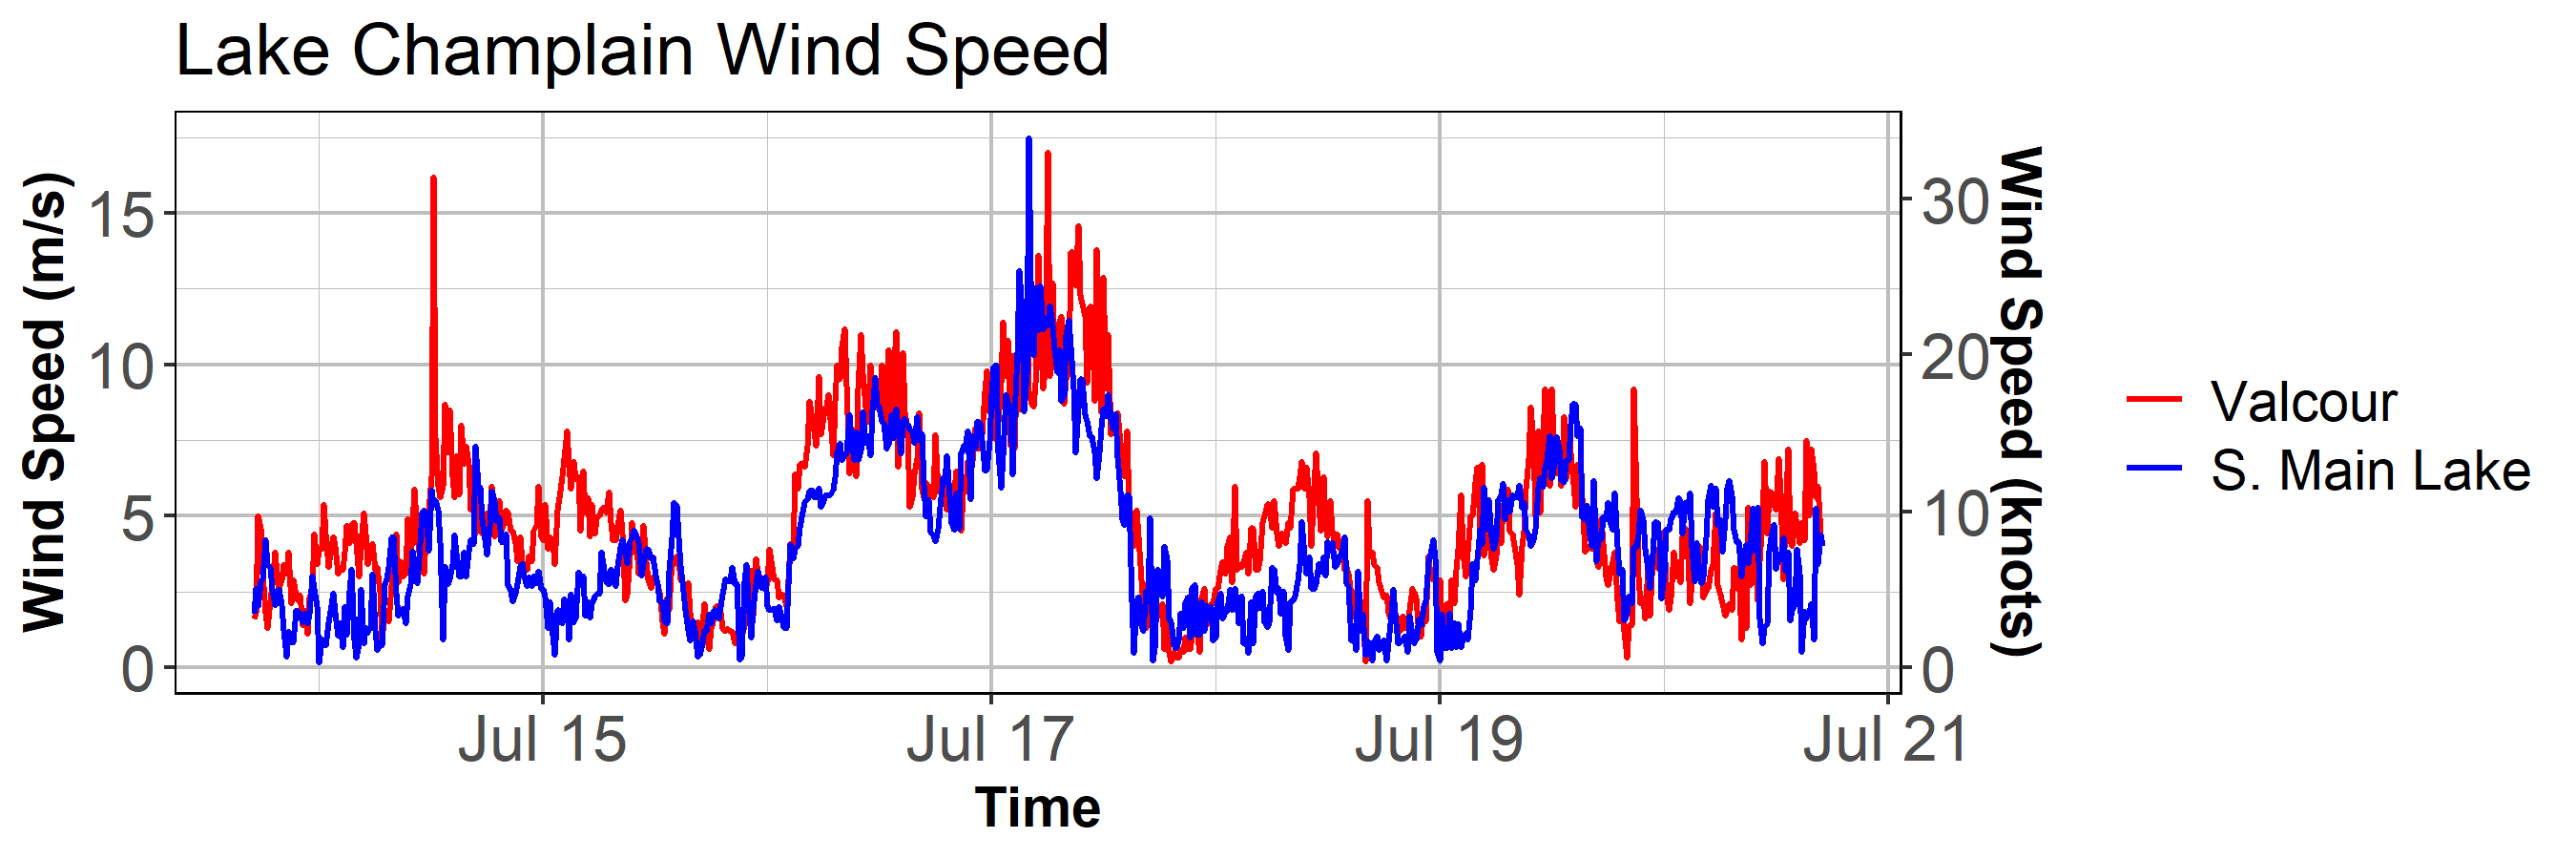 Lake Champlain Wind Speed
Wind Speed (m/s)
15
10
5
0
30
20
10
0
Wind Speed (knots)
Valcour
S. Main Lake
Jul 15
Jul 17
Jul 19
Jul 21
Time